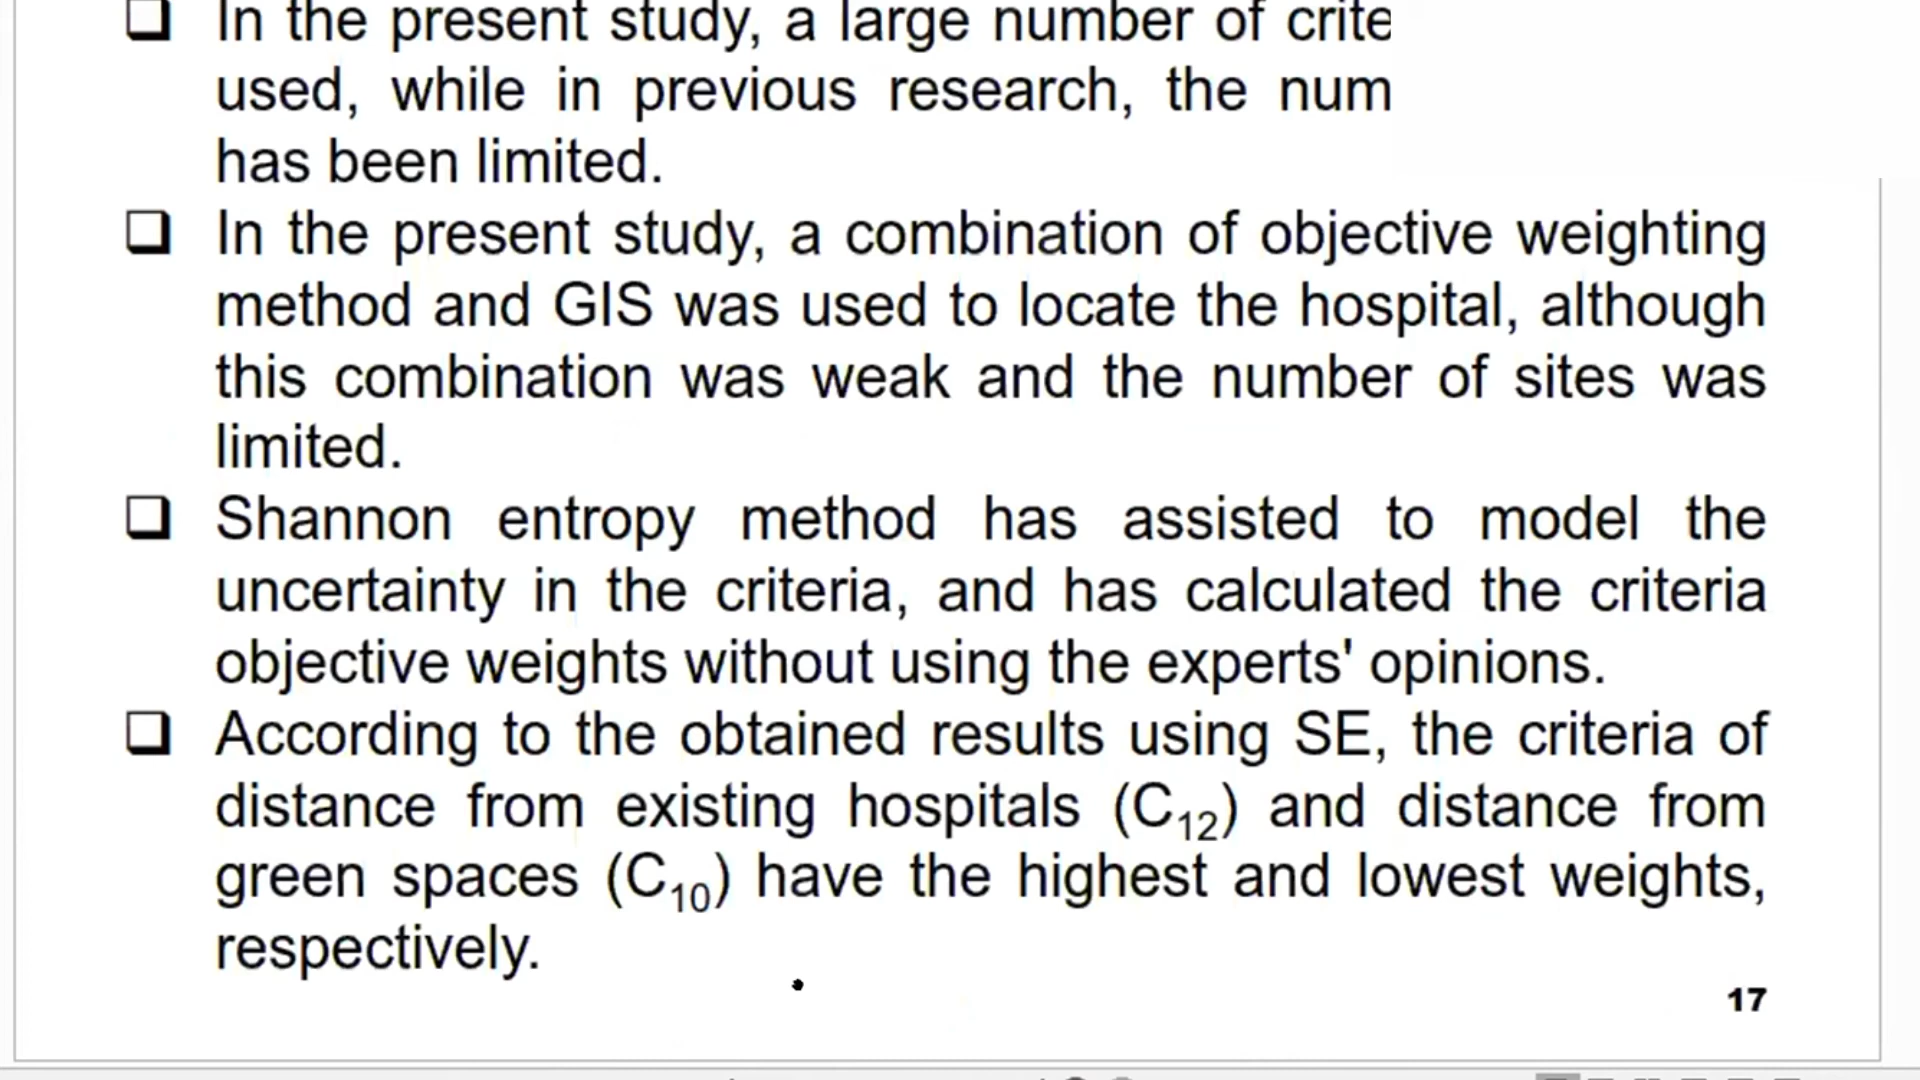 In the present study, a large number of crite
used, while in previous research, the num
has been limited.
In the present study, a combination of objective weighting
method and GIS was used to locate the hospital, although
this combination was weak and the number of sites was
limited.
Shannon entropy method has assisted to model the
uncertainty in the criteria, and has calculated the criteria
objective weights without using the experts' opinions.
According to the obtained results using SE, the criteria of
distance from existing hospitals (C₁₂) and distance from
green spaces (C₁₀) have the highest and lowest weights,
respectively.
17